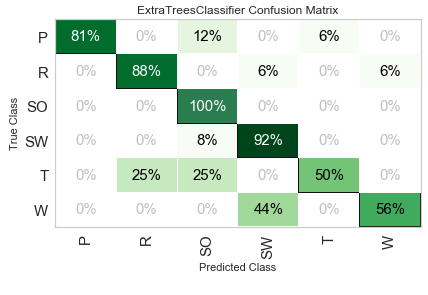 ExtraTreesClassifier Confusion Matrix
P 81% 0% 12% 0% 6% 0%
R 0% 88% 0% 6% 0% 6%
SO 0% 0% 100% 0% 0% 0%
SW 0% 0% 8% 92% 0% 0%
T 0% 25% 25% 0% 50% 0%
W 0% 0% 0% 44% 0% 56%
True Class
P R SO SW T W
Predicted Class